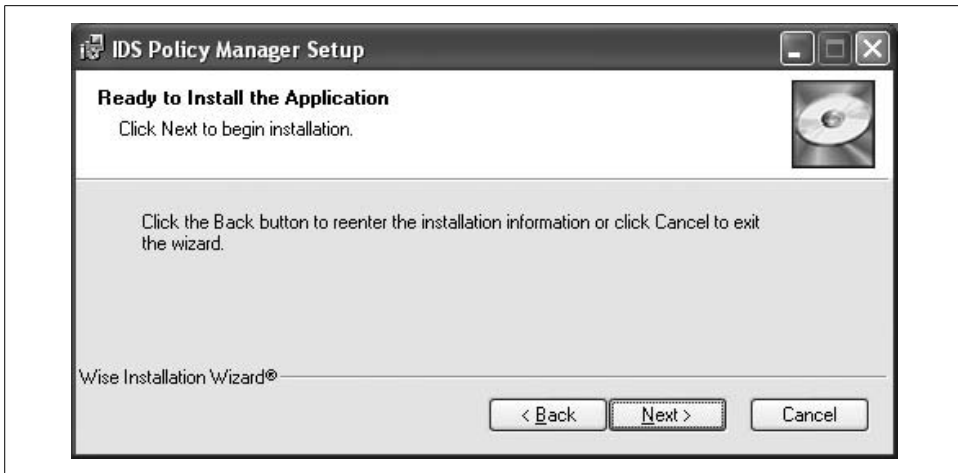 IDS Policy Manager Setup
Ready to Install the Application
Click Next to begin installation.
Click the Back button to reenter the installation information or click Cancel to exit
the wizard.
Wise Installation Wizard®
< Back
Next >
Cancel